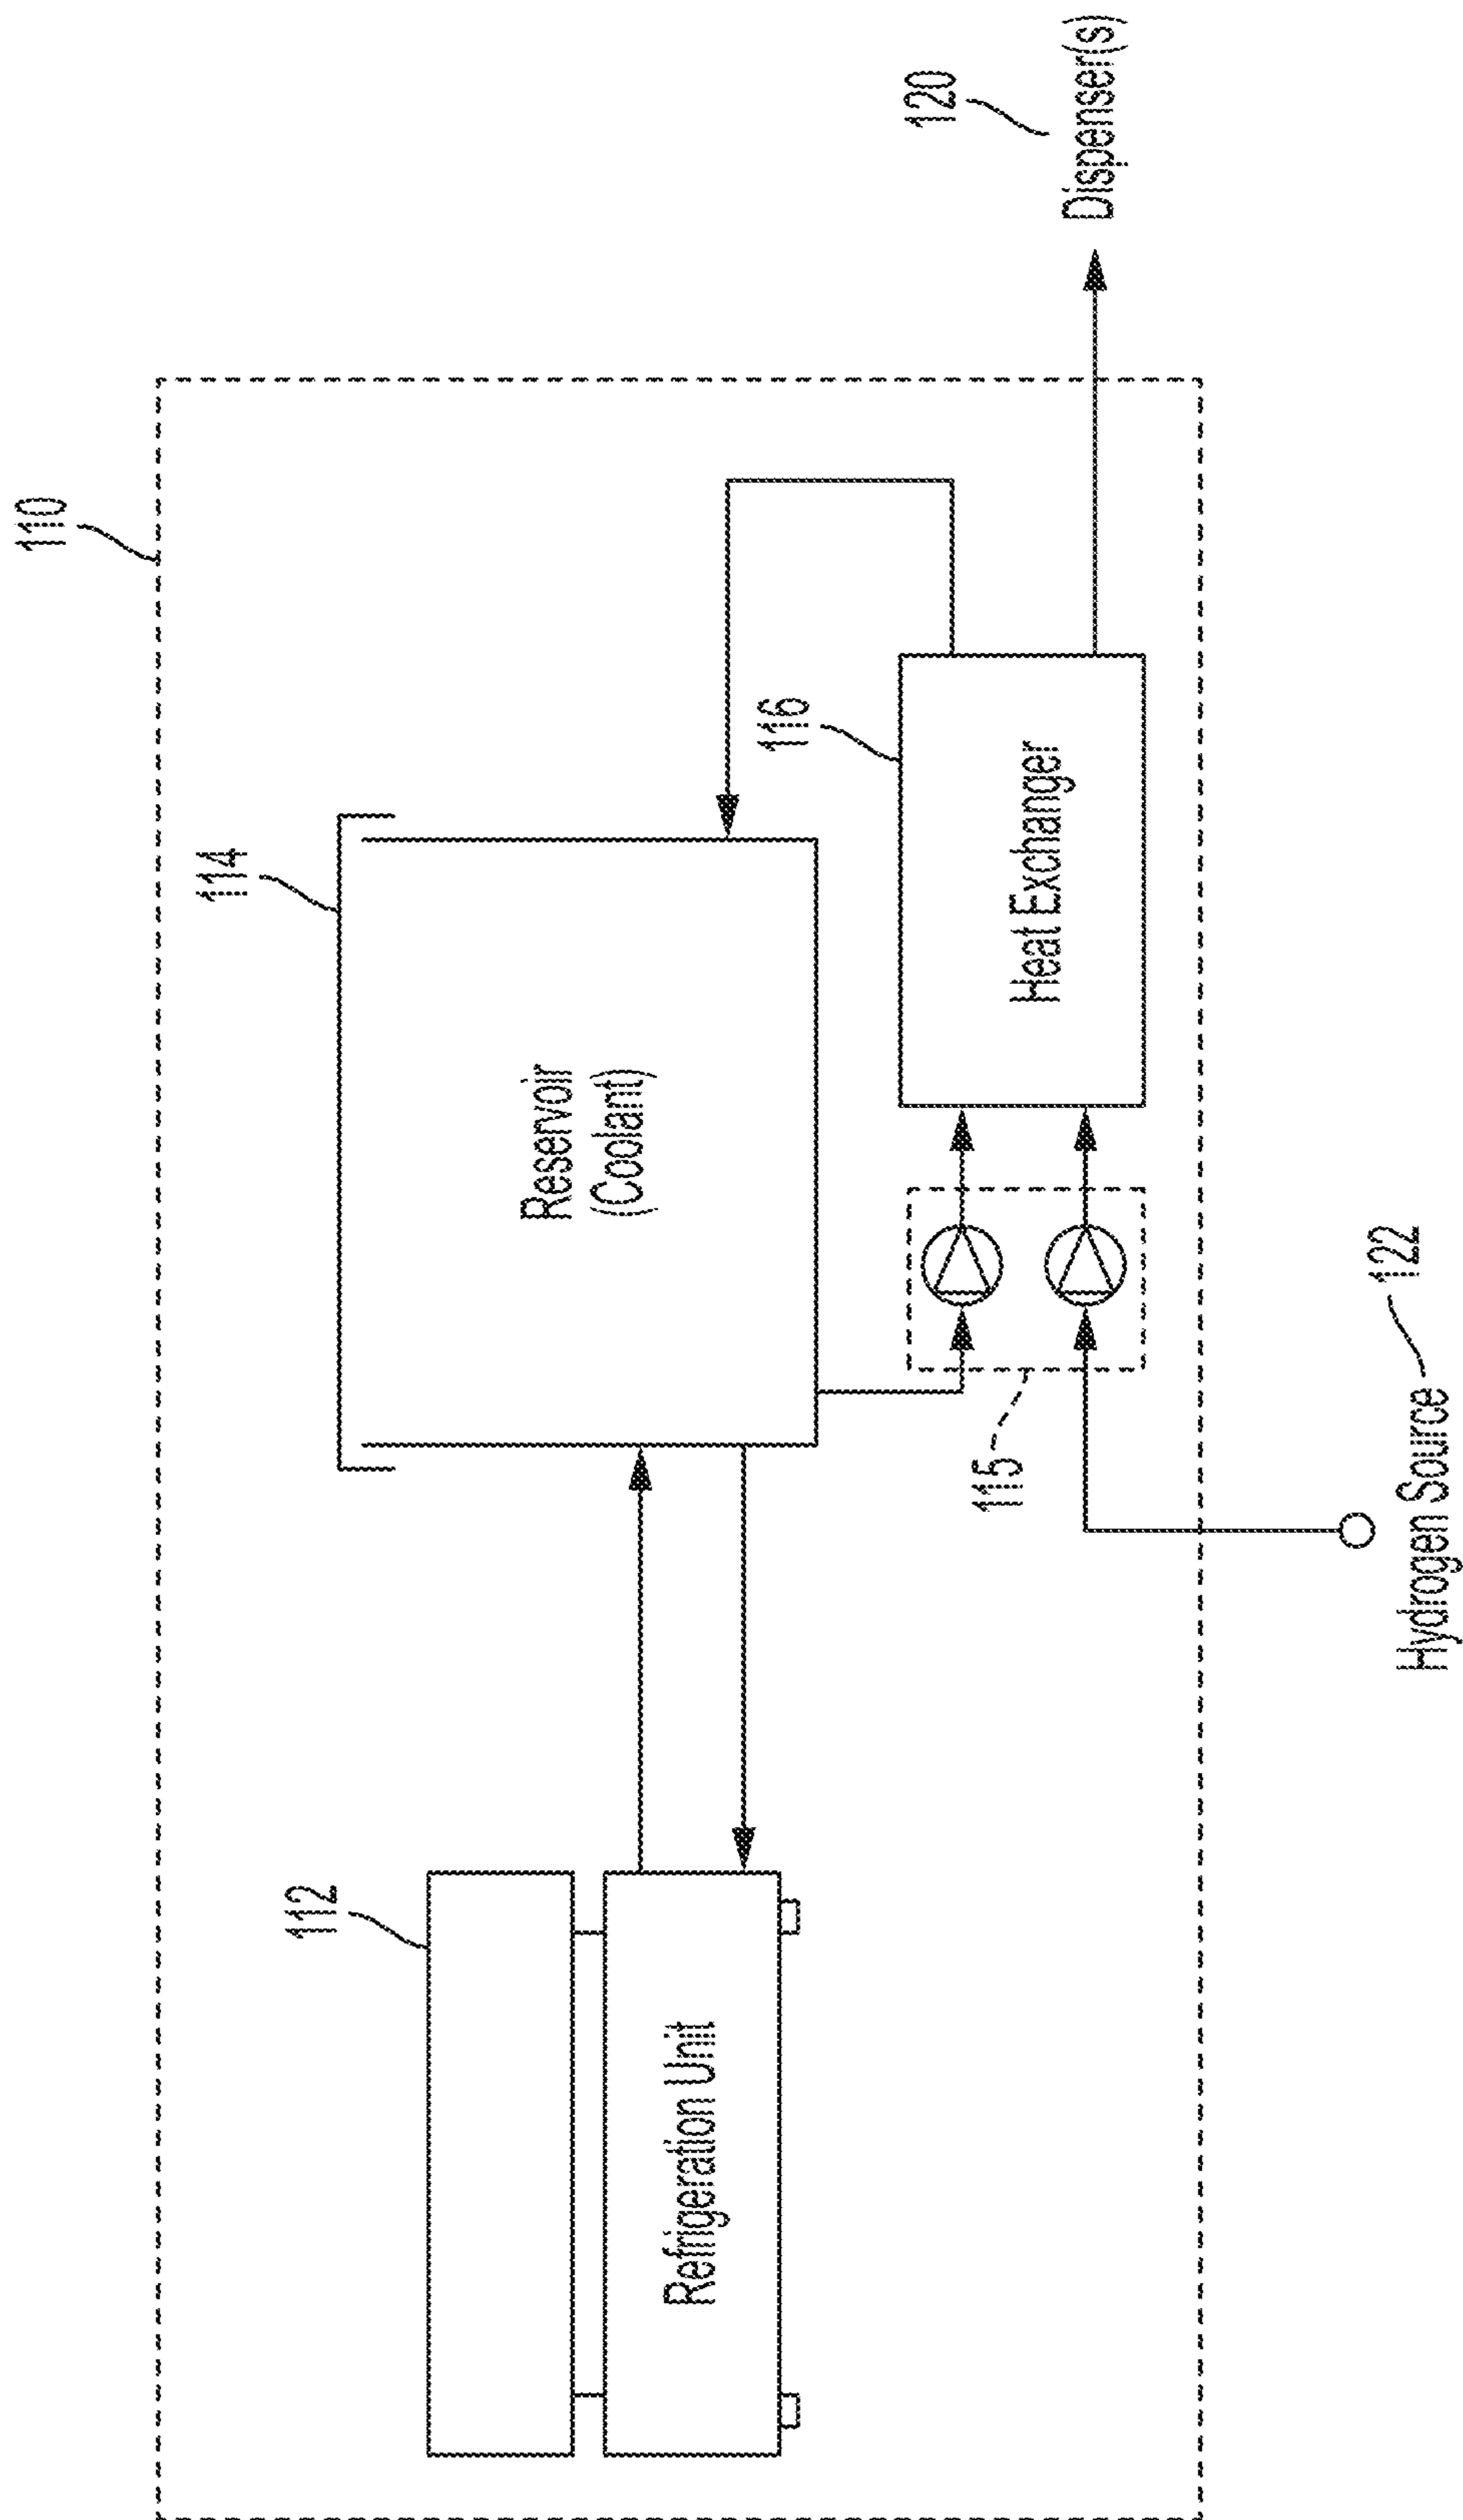 110
120
Dispenser(s)
114
116
Reservoir
(Coolant)
Heat Exchanger
112
Refrigeration Unit
115
122
Hydrogen Source